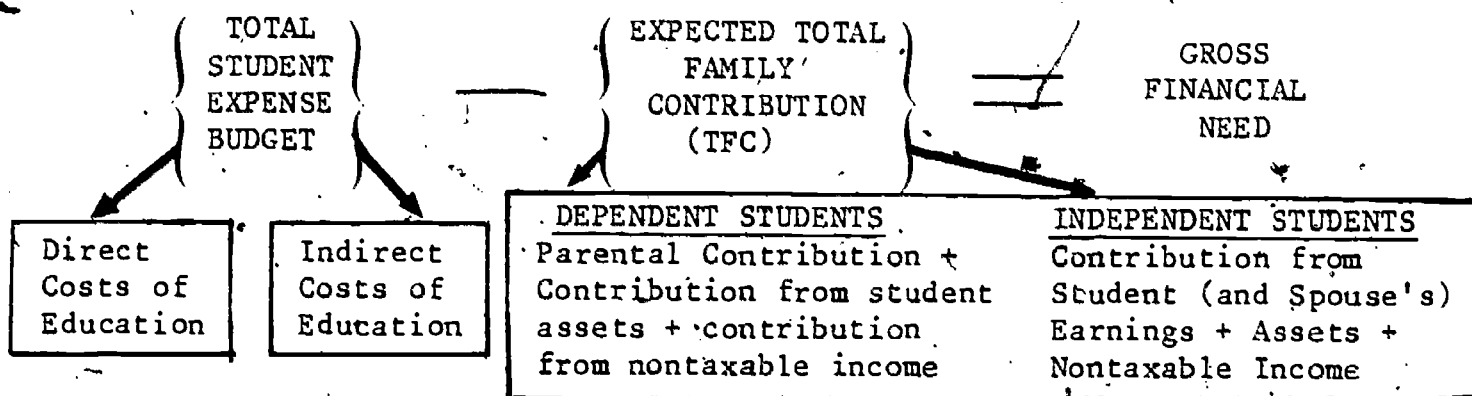 TOTAL
STUDENT
EXPENSE
BUDGET
—
EXPECTED TOTAL
FAMILY
CONTRIBUTION
(TFC)
=
GROSS
FINANCIAL
NEED
Direct
Costs of
Education
Indirect
Costs of
Education
DEPENDENT STUDENTS
Parental Contribution +
Contribution from student
assets + contribution
from nontaxable income
INDEPENDENT STUDENTS
Contribution from
Student (and Spouse's)
Earnings + Assets +
Nontaxable Income